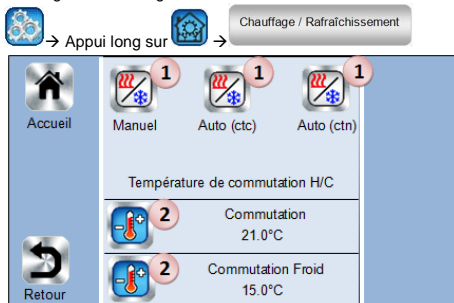 → Appui long sur → Chauffage / Rafraîchissement
1 1 1
Accueil Manuel Auto (ctc) Auto (ctn)
Température de commutation H/C
2 Commutation
21.0°C
2 Commutation Froid
15.0°C
Retour